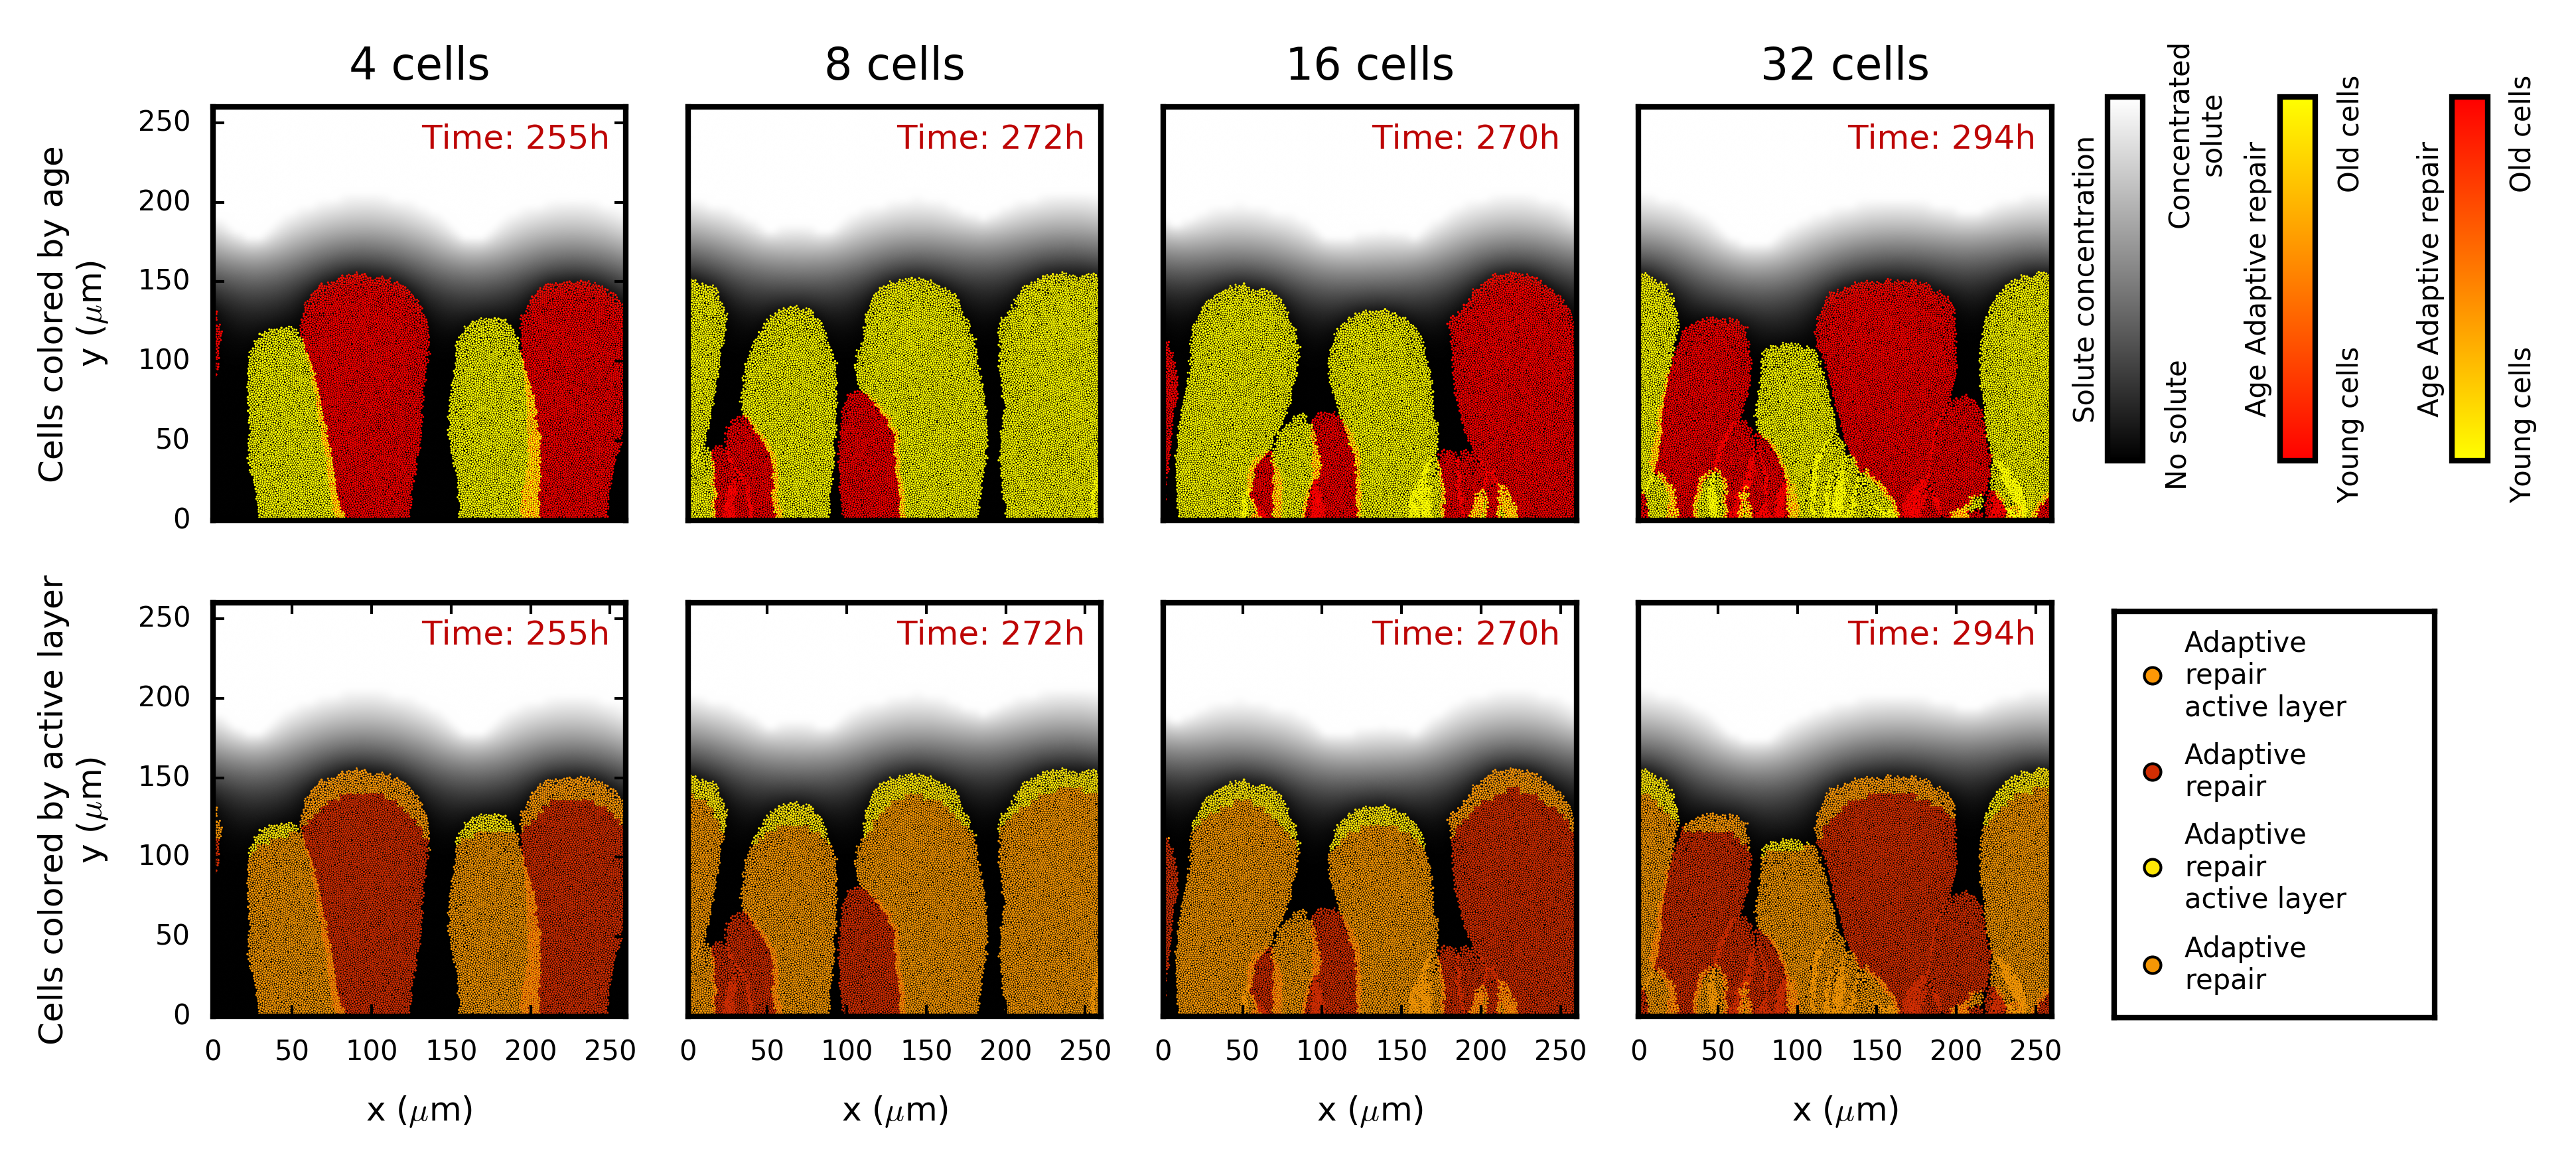 4 cells
8 cells
16 cells
32 cells
Cells colored by age
y (μm)
250
200
150
100
50
0
Time: 255h
Time: 272h
Time: 270h
Time: 294h
Solute concentration
No solute
Concentrated
solute
Age Adaptive repair
Young cells
Old cells
Age Adaptive repair
Young cells
Old cells
Cells colored by active layer
y (μm)
250
200
150
100
50
0
Time: 255h
Time: 272h
Time: 270h
Time: 294h
0 50 100 150 200 250
0 50 100 150 200 250
0 50 100 150 200 250
0 50 100 150 200 250
x (μm)
x (μm)
x (μm)
x (μm)
Adaptive
repair
active layer
Adaptive
repair
Adaptive
repair
active layer
Adaptive
repair